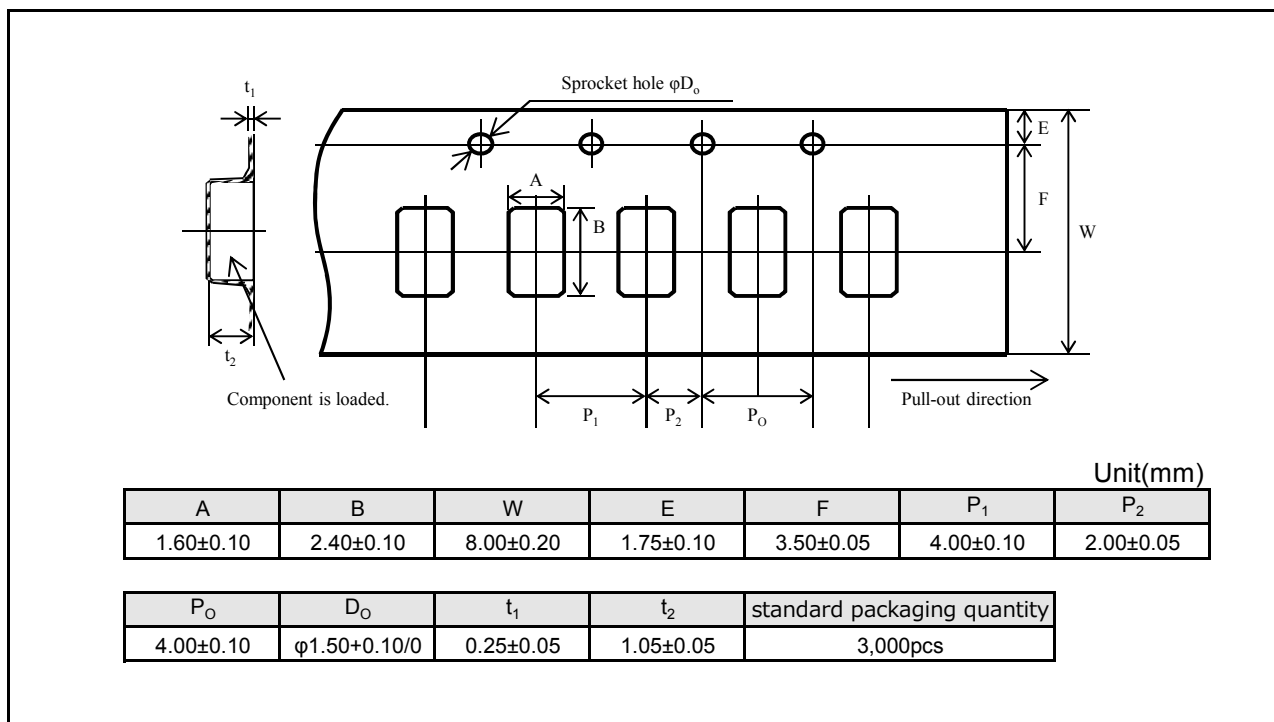 t₁
Sprocket hole φDₒ
E
A
F
B
W
t₂
Component is loaded.
P₁
P₂
P_O
Pull-out direction
Unit(mm)
A B W E F P₁ P₂
1.60±0.10 2.40±0.10 8.00±0.20 1.75±0.10 3.50±0.05 4.00±0.10 2.00±0.05
P_O D_O t₁ t₂ standard packaging quantity
4.00±0.10 φ1.50+0.10/0 0.25±0.05 1.05±0.05 3,000pcs